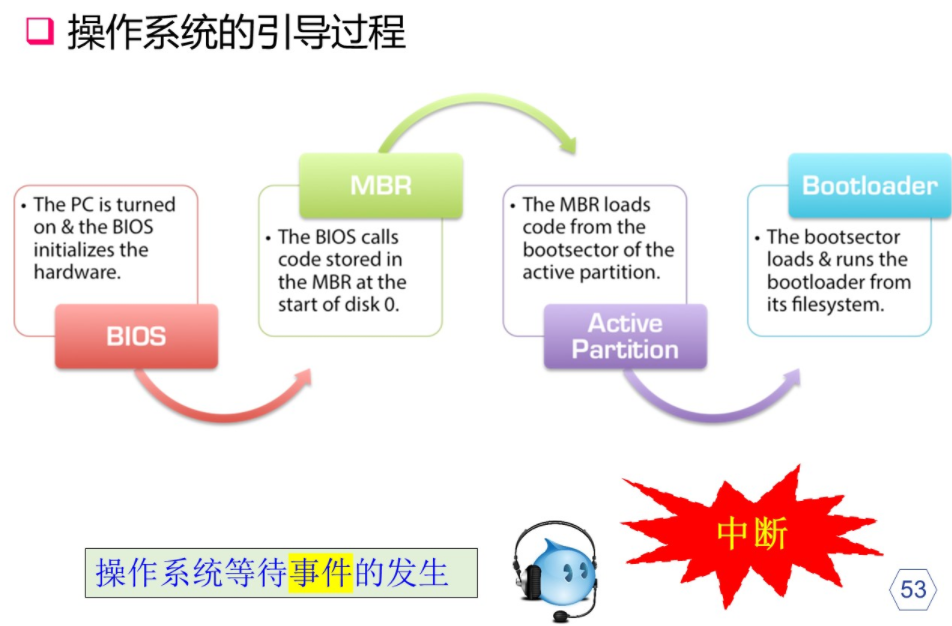 操作系统的引导过程
• The PC is turned
on & the BIOS
initializes the
hardware.
BIOS
MBR
• The BIOS calls
code stored in
the MBR at the
start of disk 0.
• The MBR loads
code from the
bootsector of the
active partition.
Active
Partition
Bootloader
• The bootsector
loads & runs the
bootloader from
its filesystem.
操作系统等待事件的发生
中断
53